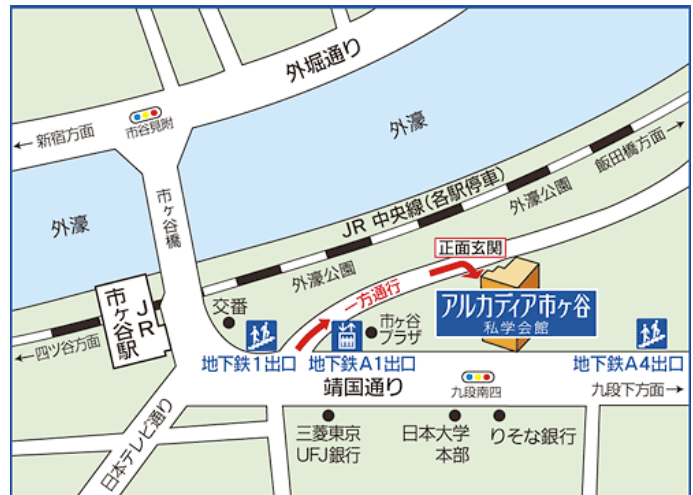 外堀通り
←新宿方面
市谷見附
外濠
飯田橋方面→
市ヶ谷橋
外濠
JR 中央線(各駅停車)
外濠公園
正面玄関
外濠公園
一方通行
アルカディア市ヶ谷
私学会館
JR
市ヶ谷駅
交番
市ヶ谷
プラザ
←四ツ谷方面
地下鉄1出口
地下鉄A1出口
地下鉄A4出口
靖国通り
九段南四
九段下方面→
日本テレビ通り
三菱東京
UFJ銀行
日本大学
本部
りそな銀行